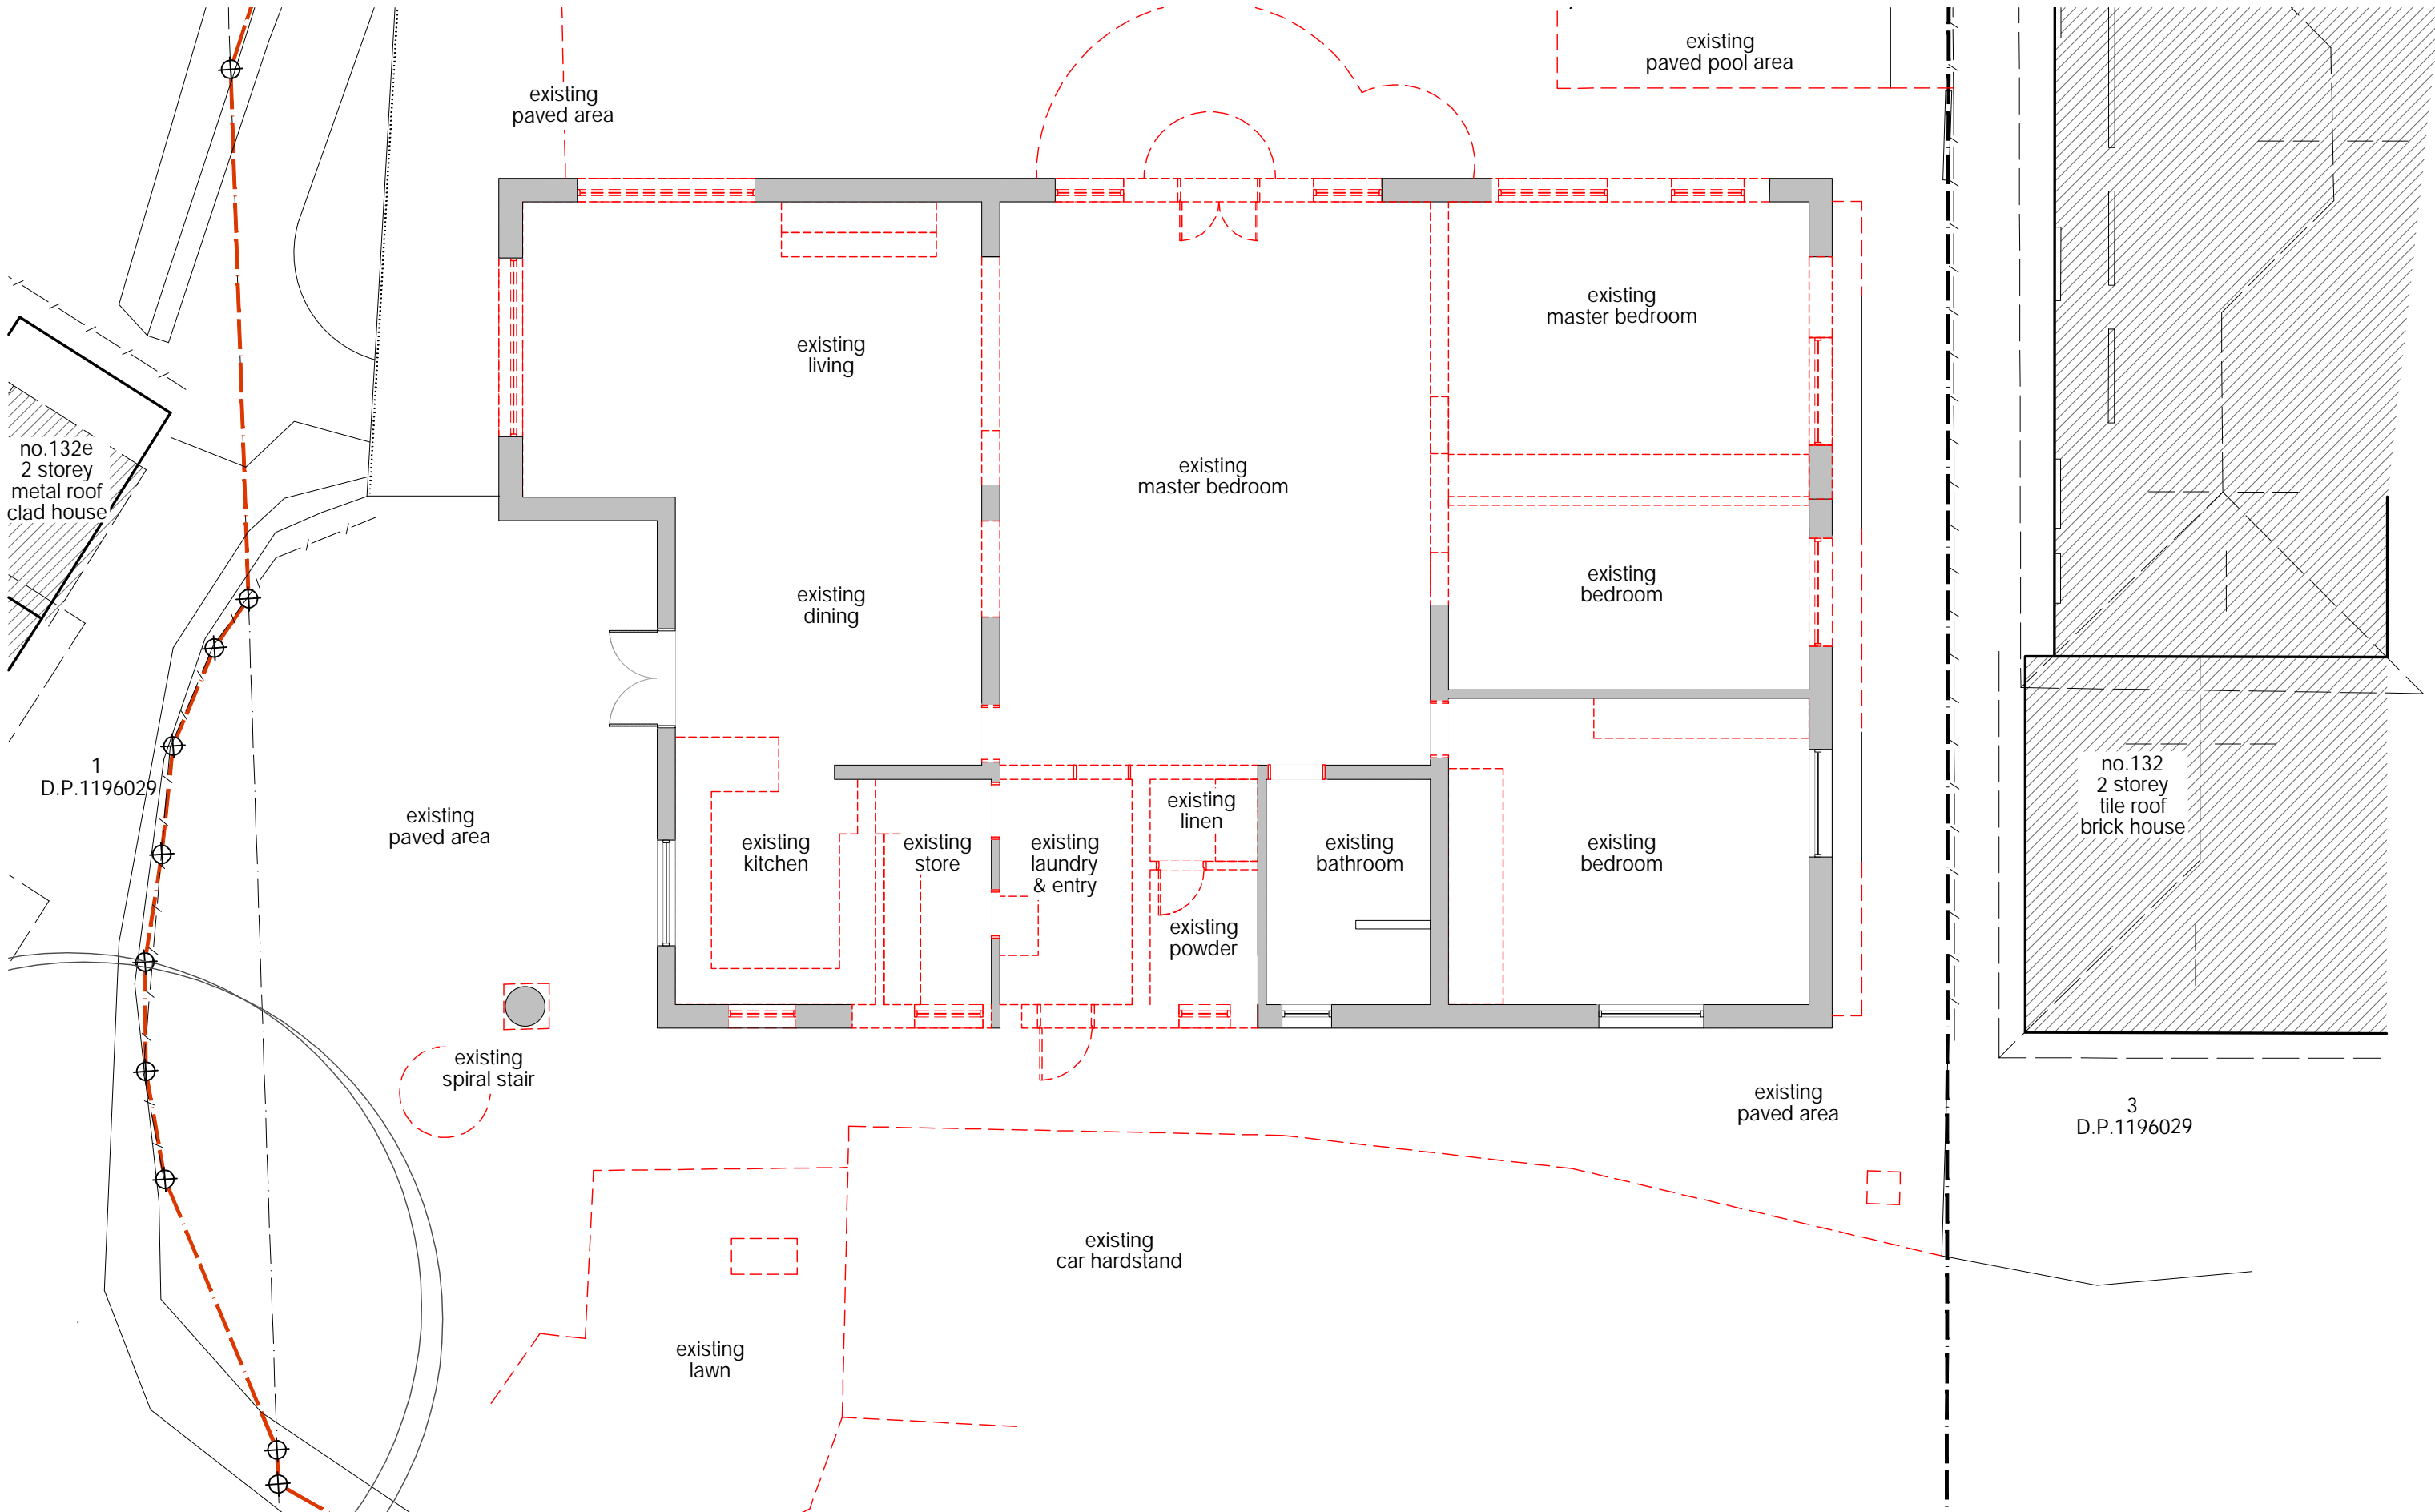 existing
paved pool area
existing
paved area
existing
master bedroom
existing
living
no.132e
2 storey
metal roof
clad house
existing
master bedroom
existing
bedroom
existing
dining
1
D.P.1196029
no.132
2 storey
tile roof
brick house
existing
paved area
existing
linen
existing
kitchen
existing
store
existing
laundry
& entry
existing
bathroom
existing
bedroom
existing
powder
existing
spiral stair
existing
paved area
3
D.P.1196029
existing
car hardstand
existing
lawn